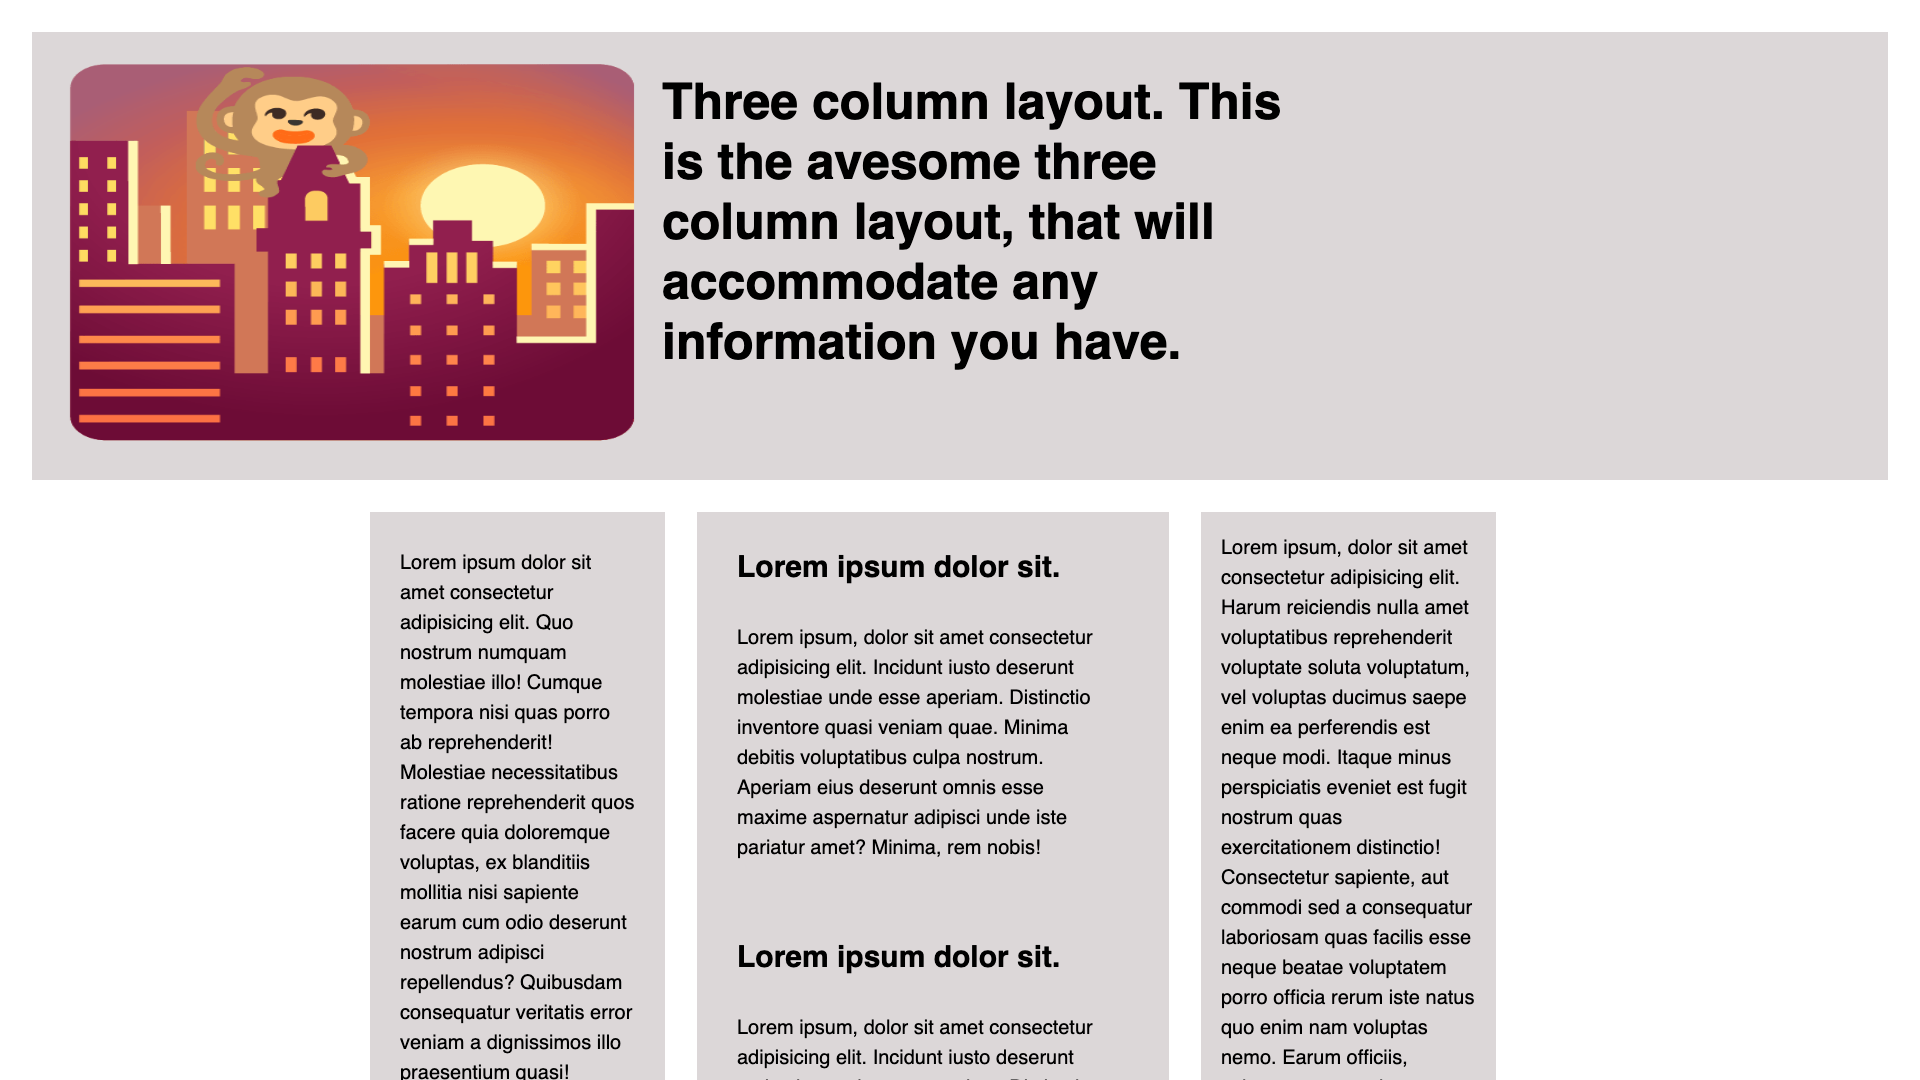 Three column layout. This
is the avesome three
column layout, that will
accommodate any
information you have.
Lorem ipsum dolor sit
amet consectetur
adipisicing elit. Quo
nostrum numquam
molestiae illo! Cumque
tempora nisi quas porro
ab reprehenderit!
Molestiae necessitatibus
ratione reprehenderit quos
facere quia doloremque
voluptas, ex blanditiis
mollitia nisi sapiente
earum cum odio deserunt
nostrum adipisci
repellendus? Quibusdam
consequatur veritatis error
veniam a dignissimos illo
praesentium quasi!
Lorem ipsum dolor sit.
Lorem ipsum, dolor sit amet consectetur
adipisicing elit. Incidunt iusto deserunt
molestiae unde esse aperiam. Distinctio
inventore quasi veniam quae. Minima
debitis voluptatibus culpa nostrum.
Aperiam eius deserunt omnis esse
maxime aspernatur adipisci unde iste
pariatur amet? Minima, rem nobis!
Lorem ipsum dolor sit.
Lorem ipsum, dolor sit amet consectetur
adipisicing elit. Incidunt iusto deserunt
Lorem ipsum, dolor sit amet
consectetur adipisicing elit.
Harum reiciendis nulla amet
voluptatibus reprehenderit
voluptate soluta voluptatum,
vel voluptas ducimus saepe
enim ea perferendis est
neque modi. Itaque minus
perspiciatis eveniet est fugit
nostrum quas
exercitationem distinctio!
Consectetur sapiente, aut
commodi sed a consequatur
laboriosam quas facilis esse
neque beatae voluptatem
porro officia rerum iste natus
quo enim nam voluptas
nemo. Earum officiis,